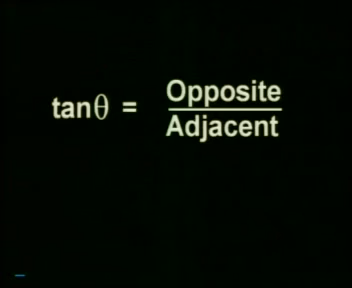 tanθ = Opposite
Adjacent